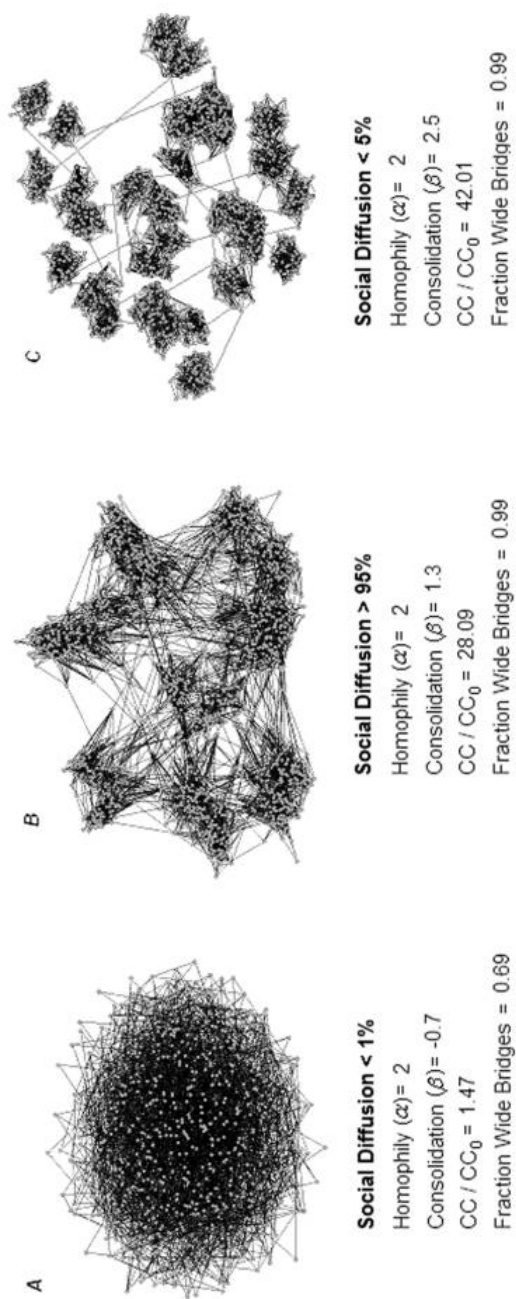 A
Social Diffusion < 1%
Homophily (α) = 2
Consolidation (β) = -0.7
CC / CC₀ = 1.47
Fraction Wide Bridges = 0.69
B
Social Diffusion > 95%
Homophily (α) = 2
Consolidation (β) = 1.3
CC / CC₀ = 28.09
Fraction Wide Bridges = 0.99
C
Social Diffusion < 5%
Homophily (α) = 2
Consolidation (β) = 2.5
CC / CC₀ = 42.01
Fraction Wide Bridges = 0.99